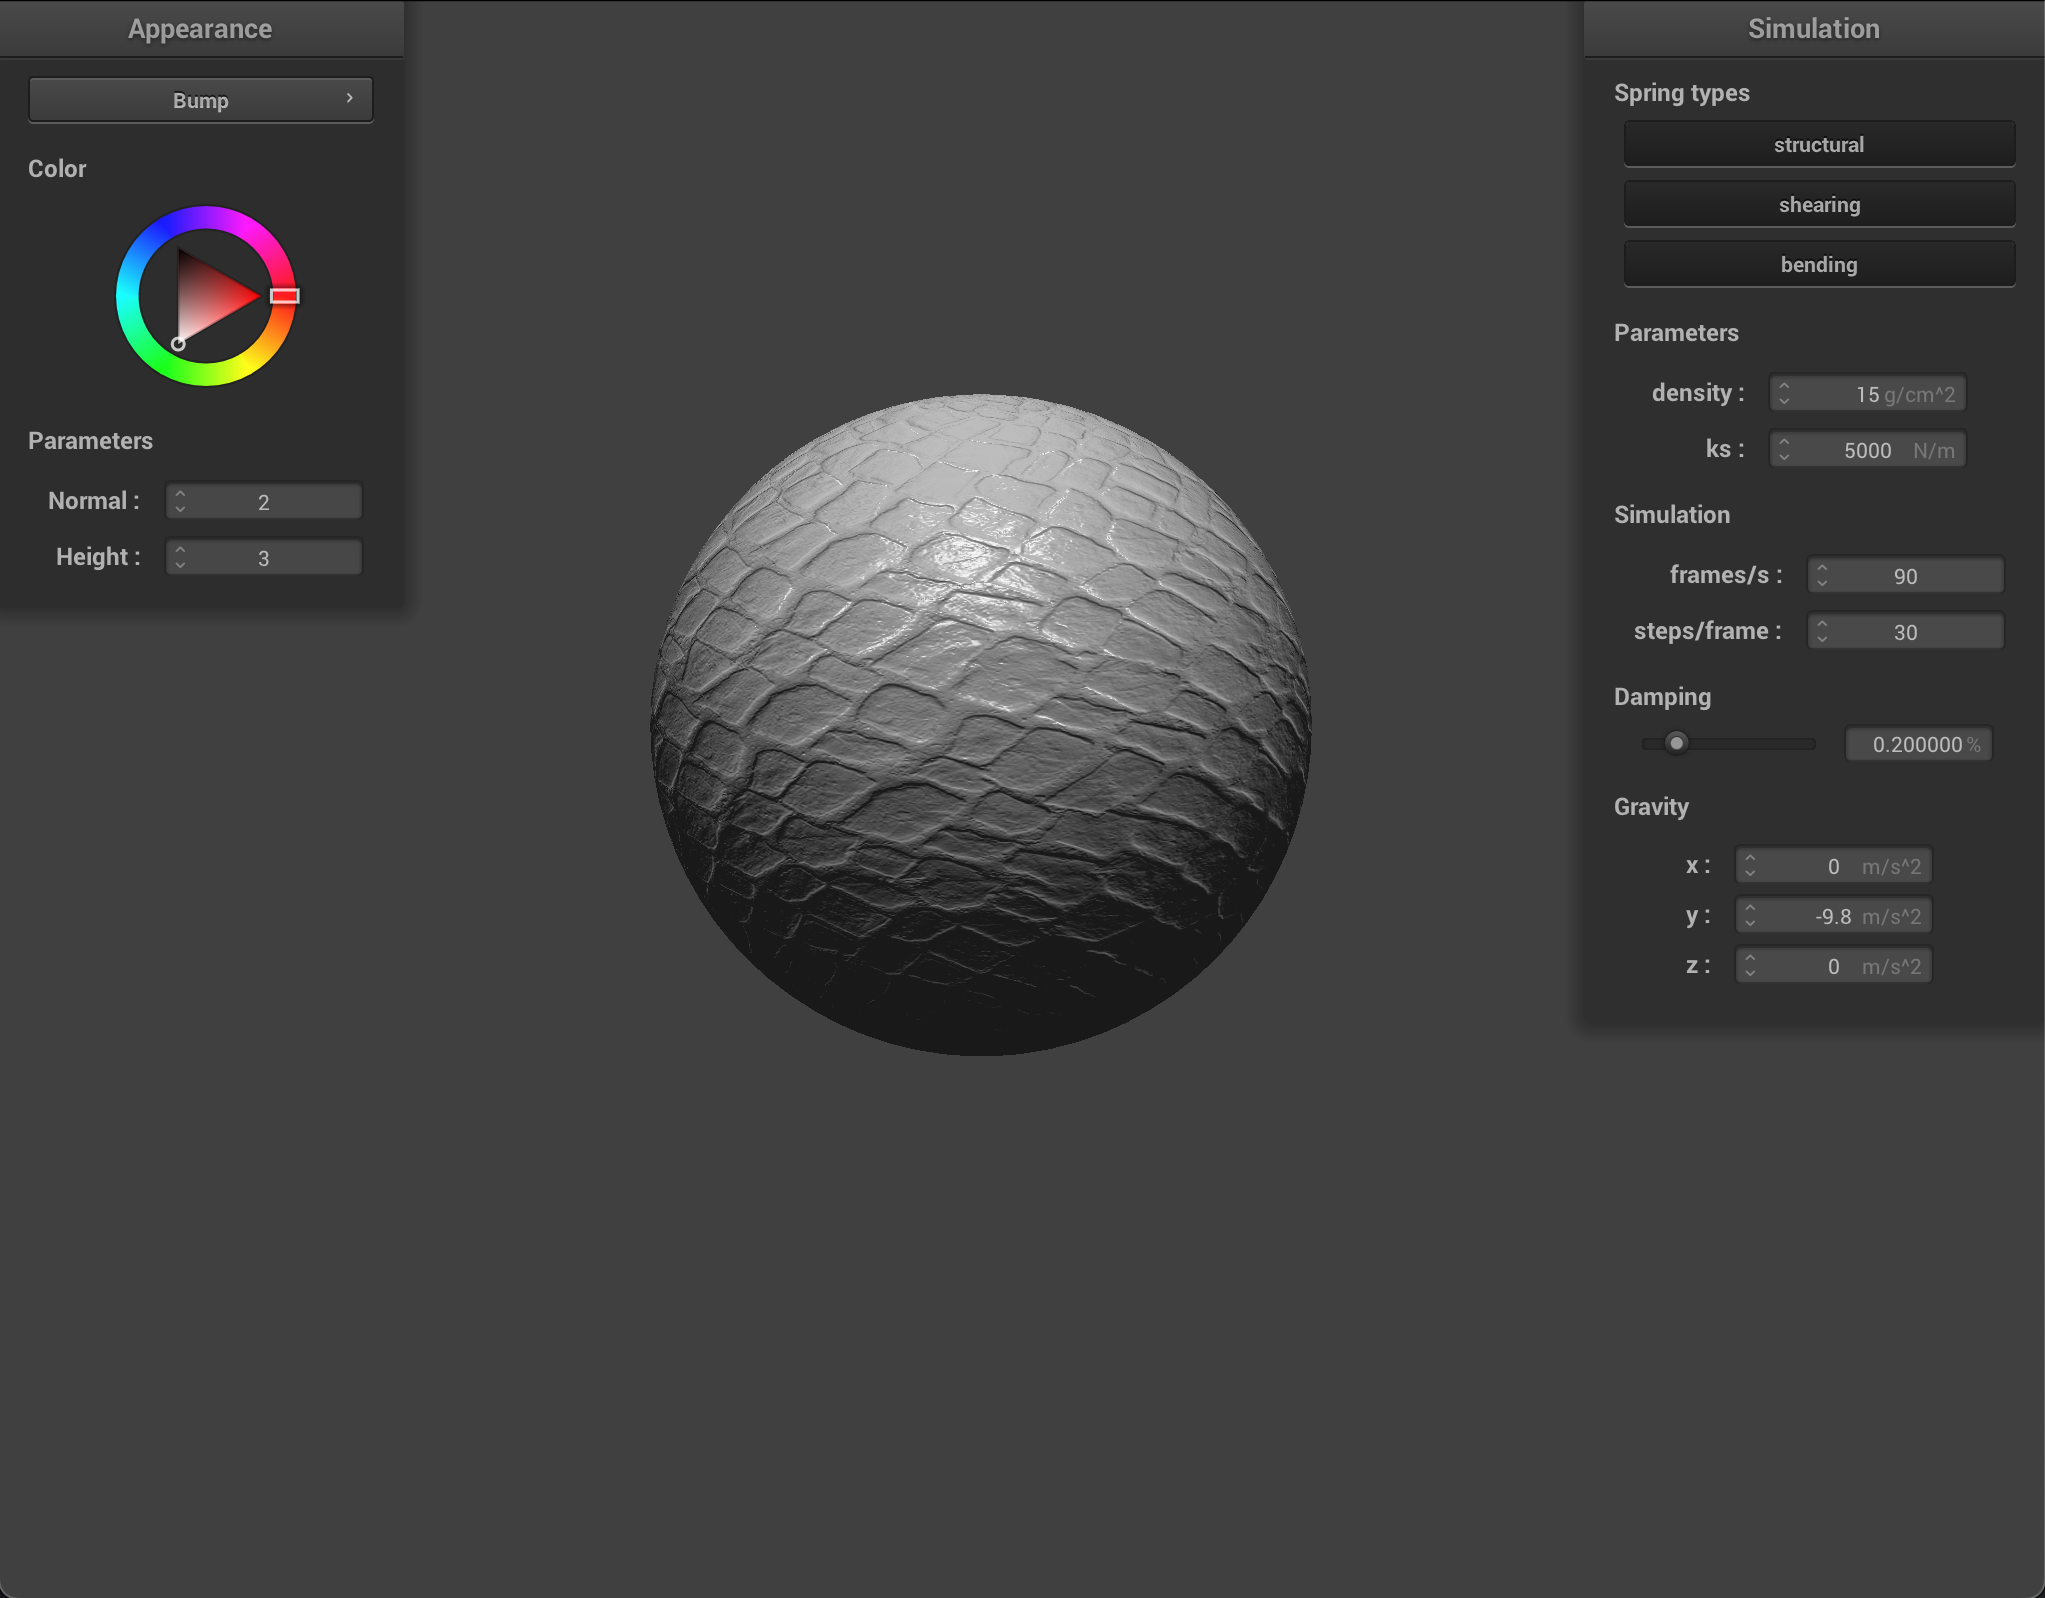 Appearance
Bump
Color
Parameters
Normal : 2
Height : 3
Simulation
Spring types
structural
shearing
bending
Parameters
density : 15 g/cm^2
ks : 5000 N/m
Simulation
frames/s : 90
steps/frame : 30
Damping
0.200000 %
Gravity
x : 0 m/s^2
y : -9.8 m/s^2
z : 0 m/s^2